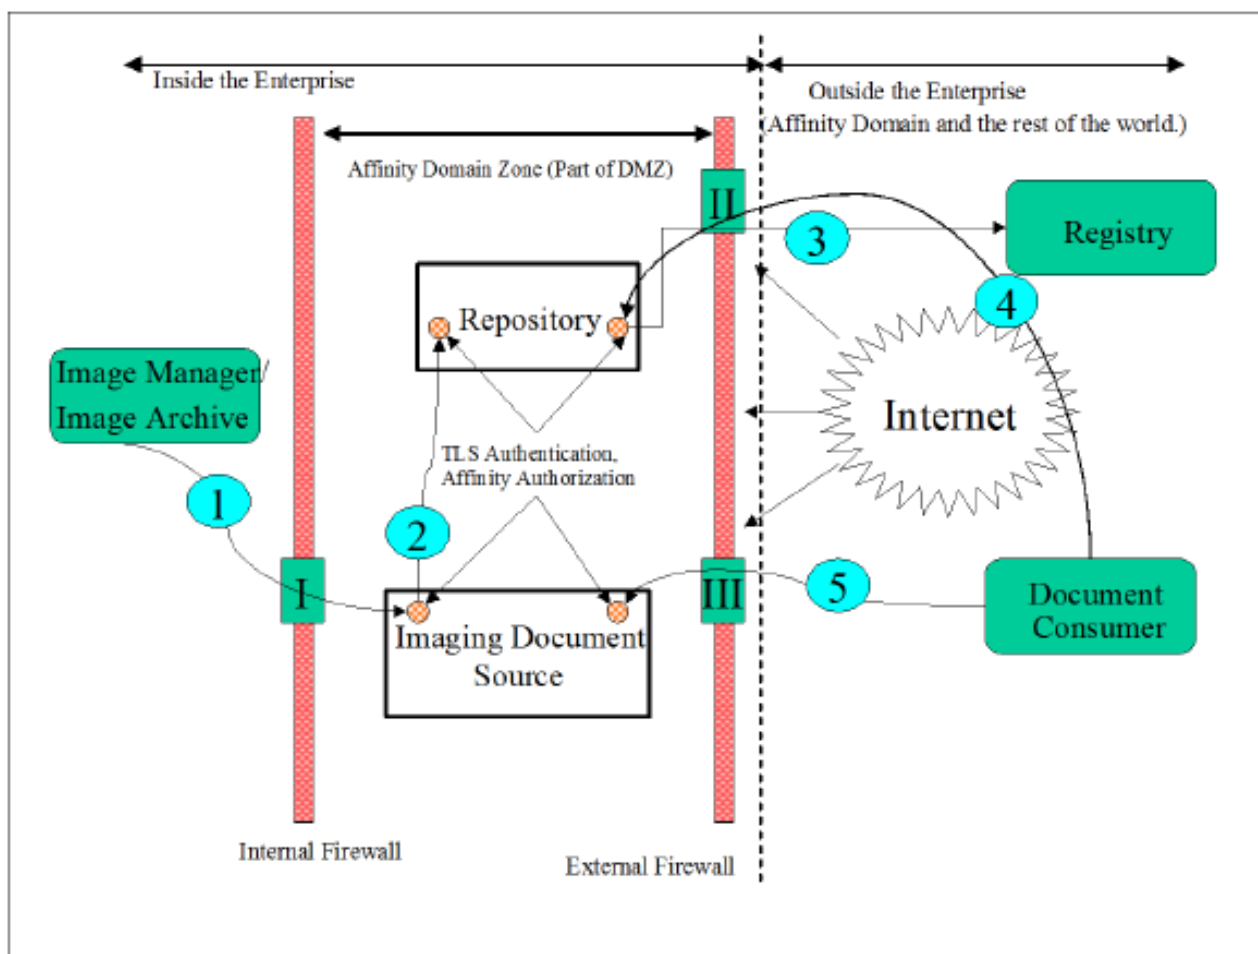 Inside the Enterprise
Outside the Enterprise
(Affinity Domain and the rest of the world.)
Affinity Domain Zone (Part of DMZ)
II
3
Registry
4
Repository
Image Manager/
Image Archive
Internet
TLS Authentication,
Affinity Authorization
1
2
I
III
5
Document
Consumer
Imaging Document
Source
Internal Firewall
External Firewall